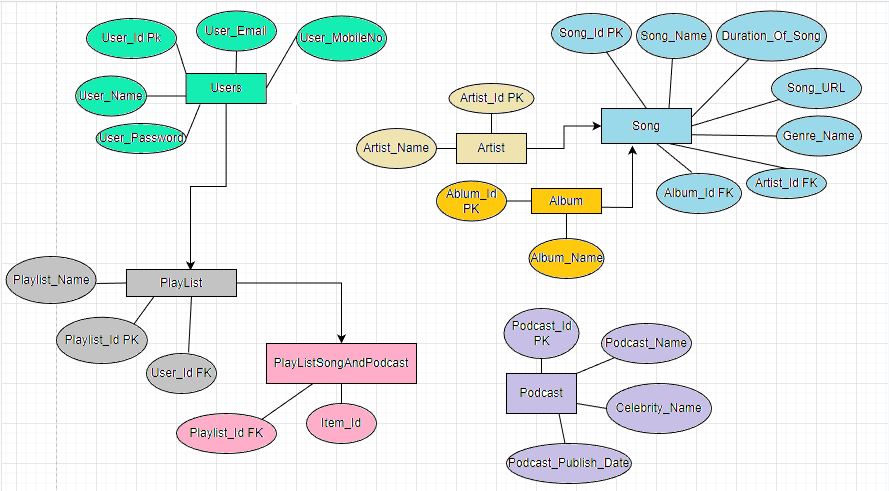 User_Id Pk
User_Email
User_MobileNo
User_Name
Users
User_Password
Song_Id PK
Song_Name
Duration_Of_Song
Song_URL
Artist_Id PK
Song
Genre_Name
Artist_Name
Artist
Album_Id FK
Artist_Id FK
Ablum_Id
PK
Album
Album_Name
Playlist_Name
PlayList
Playlist_Id PK
User_Id FK
PlayListSongAndPodcast
Playlist_Id FK
Item_Id
Podcast_Id
PK
Podcast_Name
Podcast
Celebrity_Name
Podcast_Publish_Date